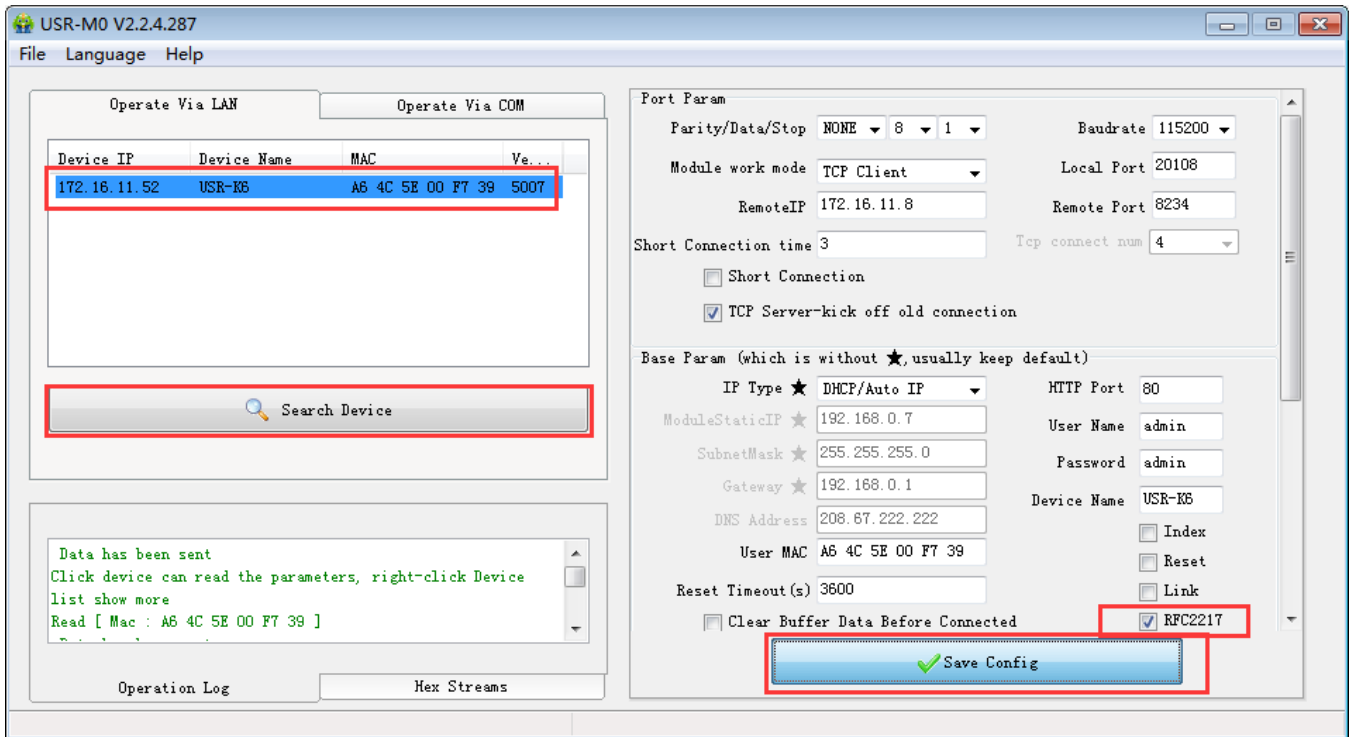 USR-M0 V2.2.4.287
File Language Help
Operate Via LAN
Operate Via COM
Device IP Device Name MAC Ve...
172.16.11.52 USR-K6 A6 4C 5E 00 F7 39 5007
Search Device
Data has been sent
Click device can read the parameters, right-click Device
list show more
Read [ Mac : A6 4C 5E 00 F7 39 ]
Operation Log
Hex Streams
Port Param
Parity/Data/Stop NONE 8 1 Baudrate 115200
Module work mode TCP Client Local Port 20108
RemoteIP 172.16.11.8 Remote Port 8234
Short Connection time 3 Tcp connect num 4
Short Connection
TCP Server-kick off old connection
Base Param (which is without ★,usually keep default)
IP Type ★ DHCP/Auto IP HTTP Port 80
ModuleStaticIP ★ 192.168.0.7 User Name admin
SubnetMask ★ 255.255.255.0 Password admin
Gateway ★ 192.168.0.1 Device Name USR-K6
DNS Address 208.67.222.222 Index
User MAC A6 4C 5E 00 F7 39 Reset
Reset Timeout(s) 3600 Link
Clear Buffer Data Before Connected RFC2217
Save Config